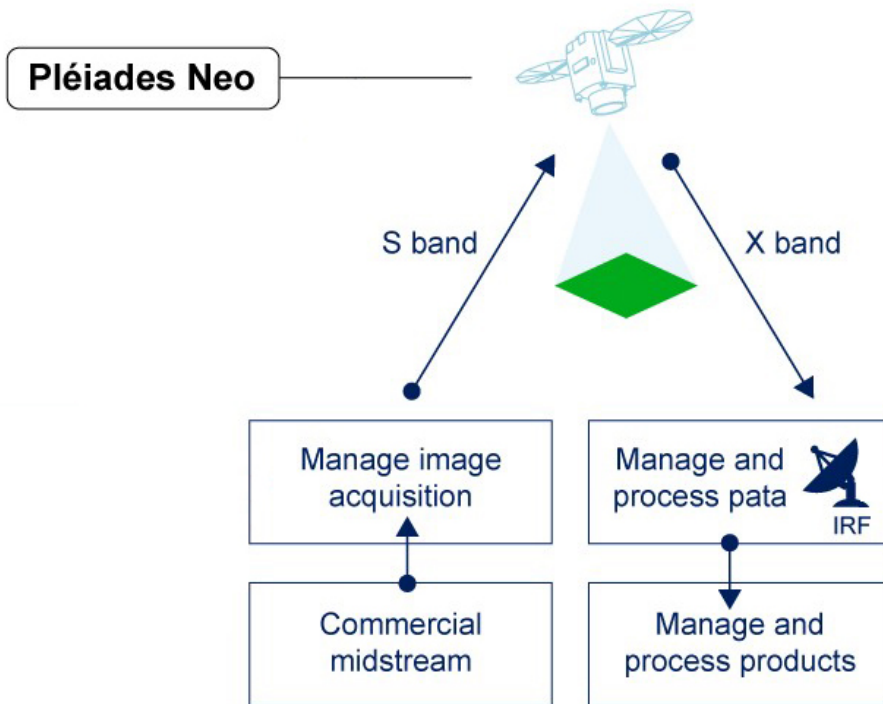 Pléiades Neo
S band
X band
Manage image
acquisition
Manage and
process pata
IRF
Commercial
midstream
Manage and
process products